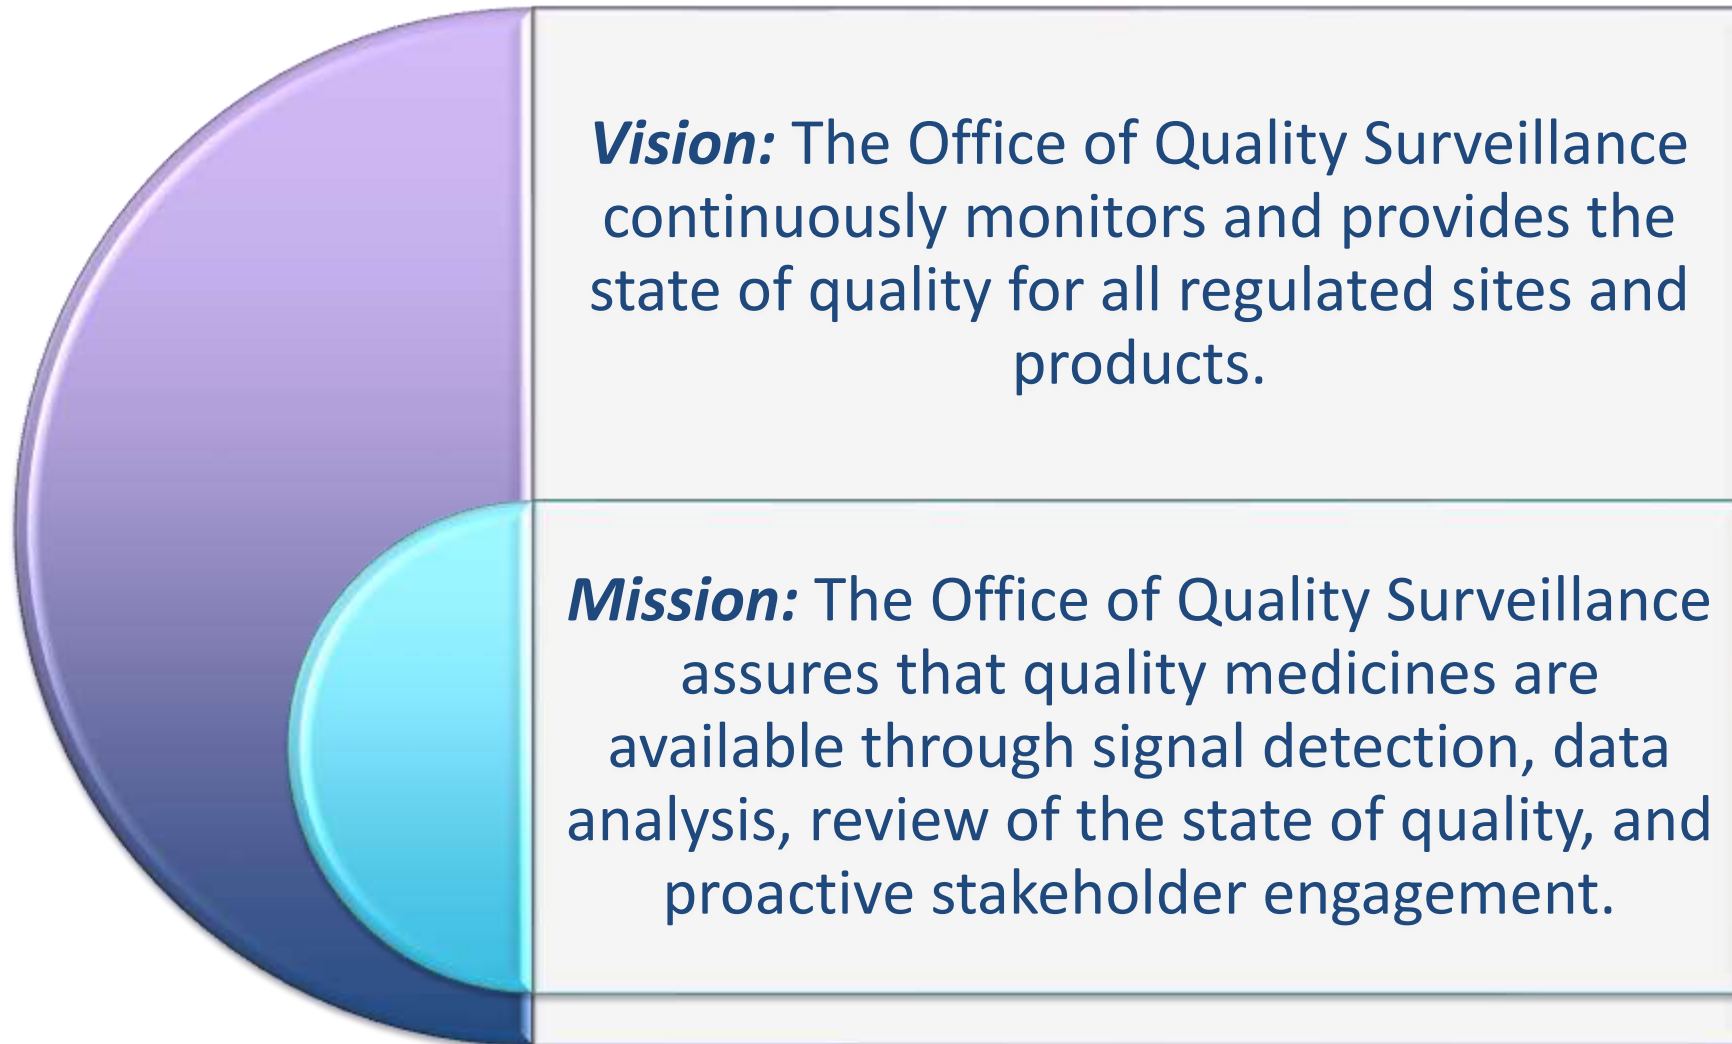 Vision: The Office of Quality Surveillance
continuously monitors and provides the
state of quality for all regulated sites and
products.
Mission: The Office of Quality Surveillance
assures that quality medicines are
available through signal detection, data
analysis, review of the state of quality, and
proactive stakeholder engagement.